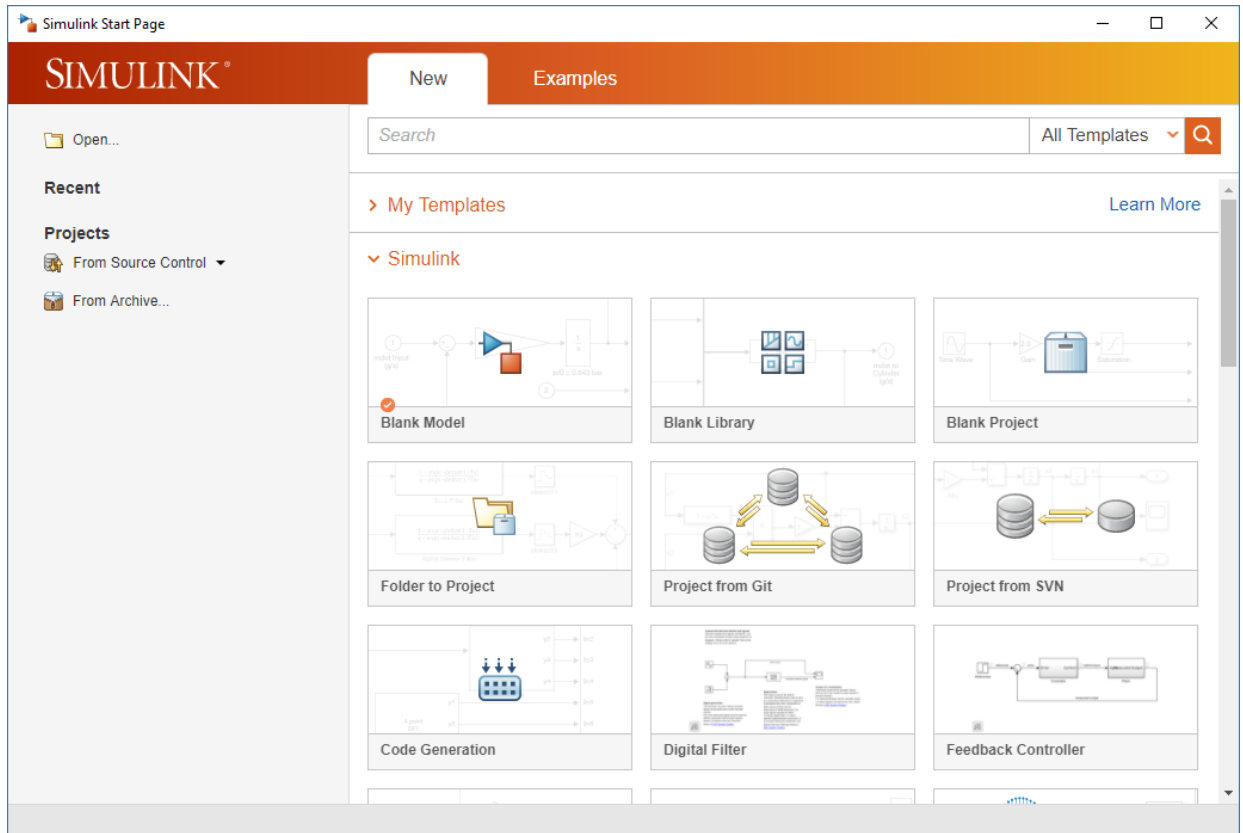 Simulink Start Page
SIMULINK®
New
Examples
Open...
Recent
Projects
From Source Control
From Archive...
Search
All Templates
My Templates
Learn More
Simulink
Blank Model
Blank Library
Blank Project
Folder to Project
Project from Git
Project from SVN
Code Generation
Digital Filter
Feedback Controller